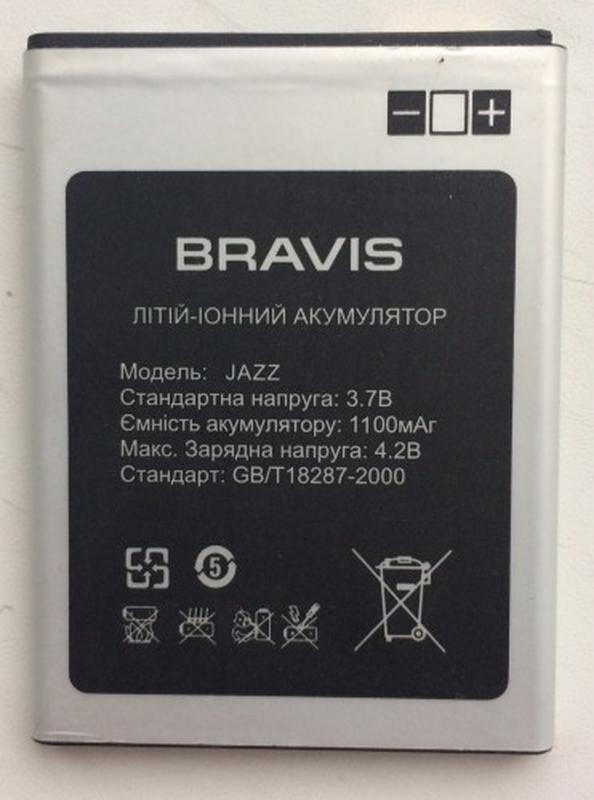 − +
BRAVIS
ЛІТІЙ-ІОННИЙ АКУМУЛЯТОР
Модель: JAZZ
Стандартна напруга: 3.7В
Ємність акумулятору: 1100мАг
Макс. Зарядна напруга: 4.2В
Стандарт: GB/T18287-2000
5